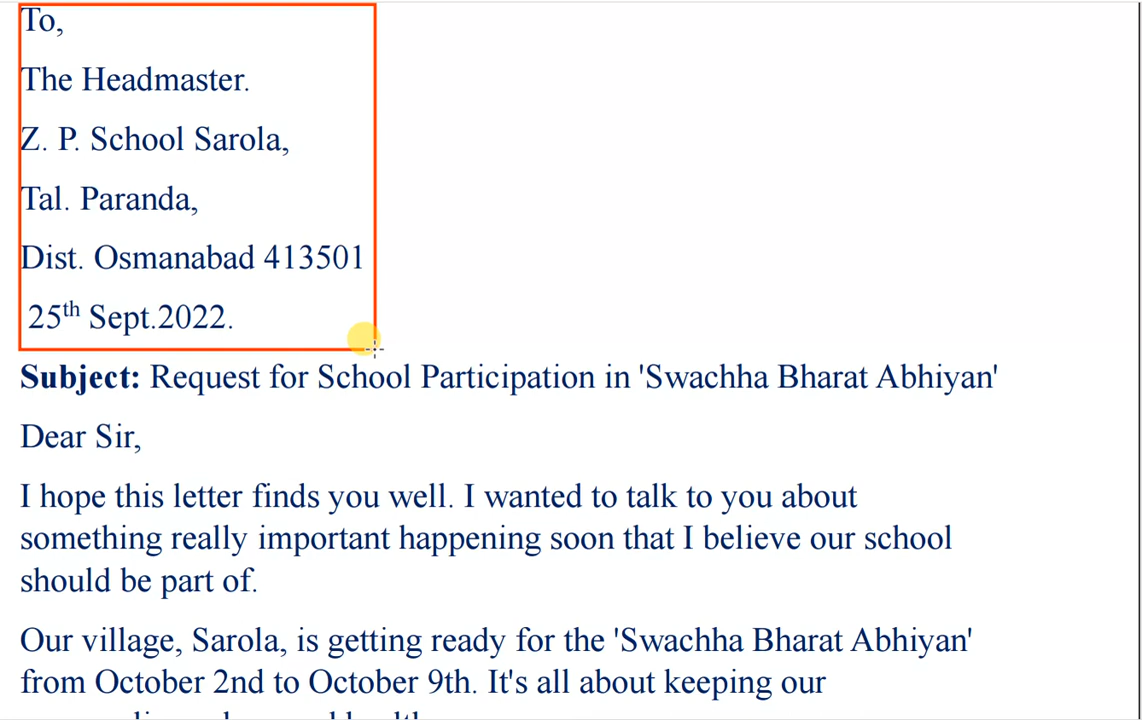 To,
The Headmaster.
Z. P. School Sarola,
Tal. Paranda,
Dist. Osmanabad 413501
25th Sept.2022.
Subject: Request for School Participation in 'Swachha Bharat Abhiyan'
Dear Sir,
I hope this letter finds you well. I wanted to talk to you about
something really important happening soon that I believe our school
should be part of.
Our village, Sarola, is getting ready for the 'Swachha Bharat Abhiyan'
from October 2nd to October 9th. It's all about keeping our